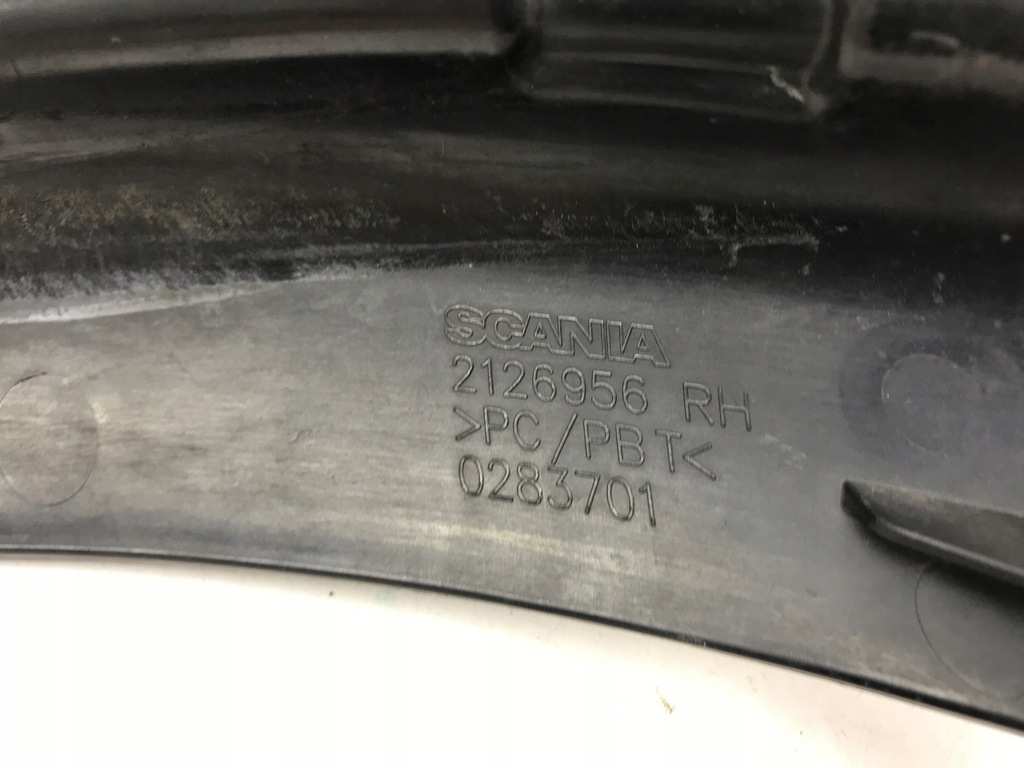 SCANIA
2126956 RH
>PC/PBT<
0283701